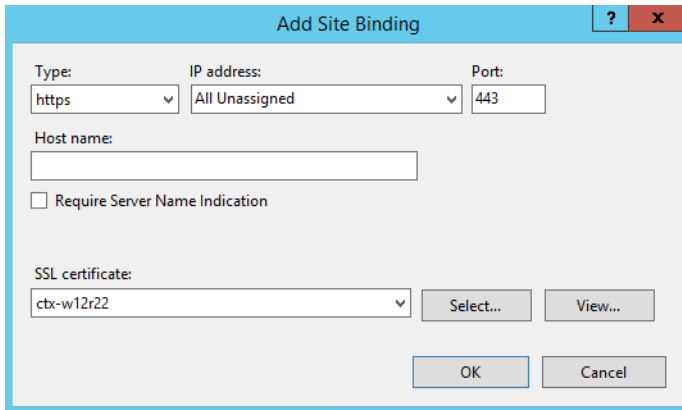 Add Site Binding
? x
Type: IP address: Port:
https All Unassigned 443
Host name:
Require Server Name Indication
SSL certificate:
ctx-w12r22 Select... View...
OK Cancel